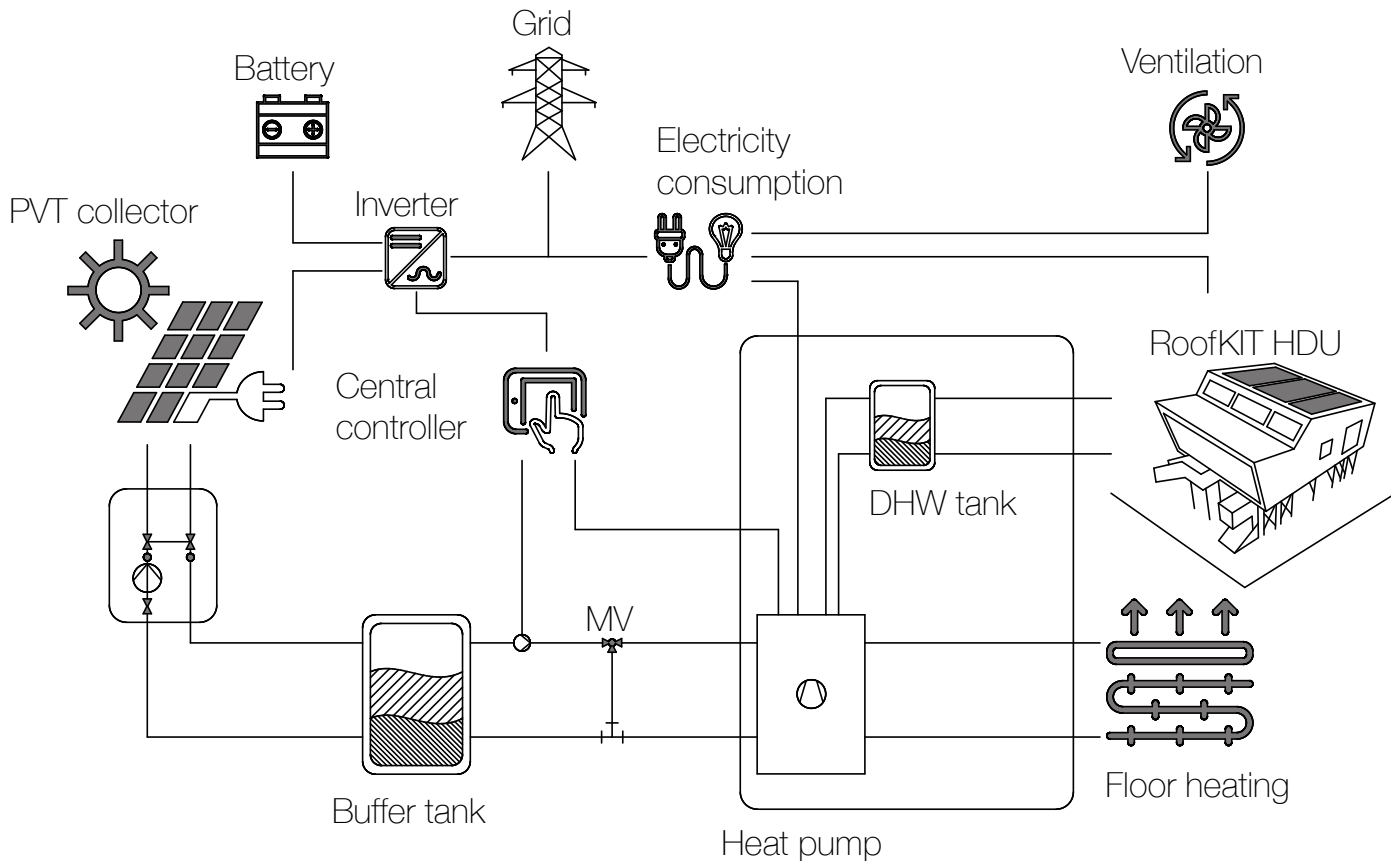 Grid
Battery
Ventilation
Electricity
consumption
PVT collector
Inverter
RoofKIT HDU
Central
controller
DHW tank
MV
Floor heating
Buffer tank
Heat pump